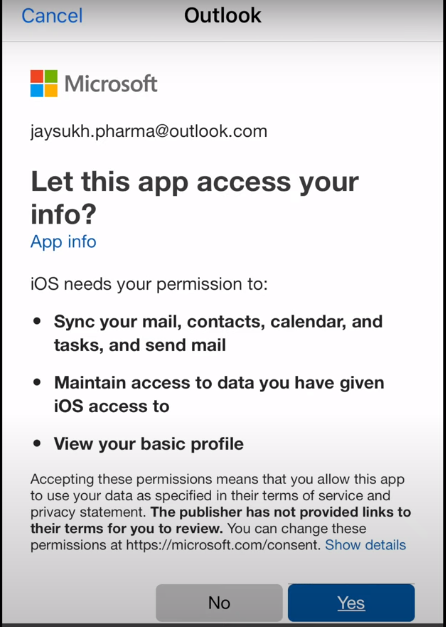 Cancel Outlook
Microsoft
jaysukh.pharma@outlook.com
Let this app access your
info?
App info
iOS needs your permission to:
• Sync your mail, contacts, calendar, and
tasks, and send mail
• Maintain access to data you have given
iOS access to
• View your basic profile
Accepting these permissions means that you allow this app
to use your data as specified in their terms of service and
privacy statement. The publisher has not provided links to
their terms for you to review. You can change these
permissions at https://microsoft.com/consent. Show details
No Yes